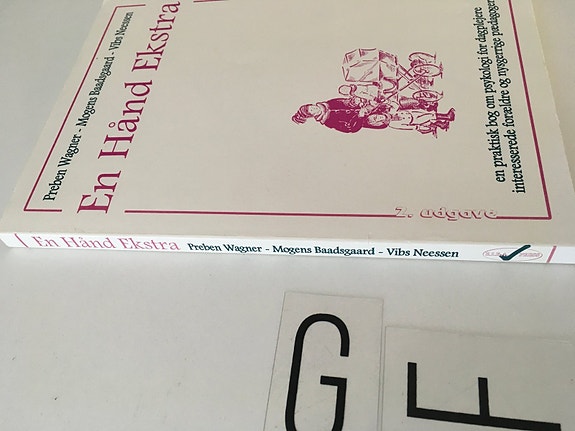 Preben Wagner - Mogens Baadsgaard - Vibs Neessen
En Hånd Ekstra
en praktisk bog om psykologi for dagplejere
interesserede forældre og nysgerrige pædagoger
2. udgave
En Hånd Ekstra Preben Wagner - Mogens Baadsgaard - Vibs Neessen
G